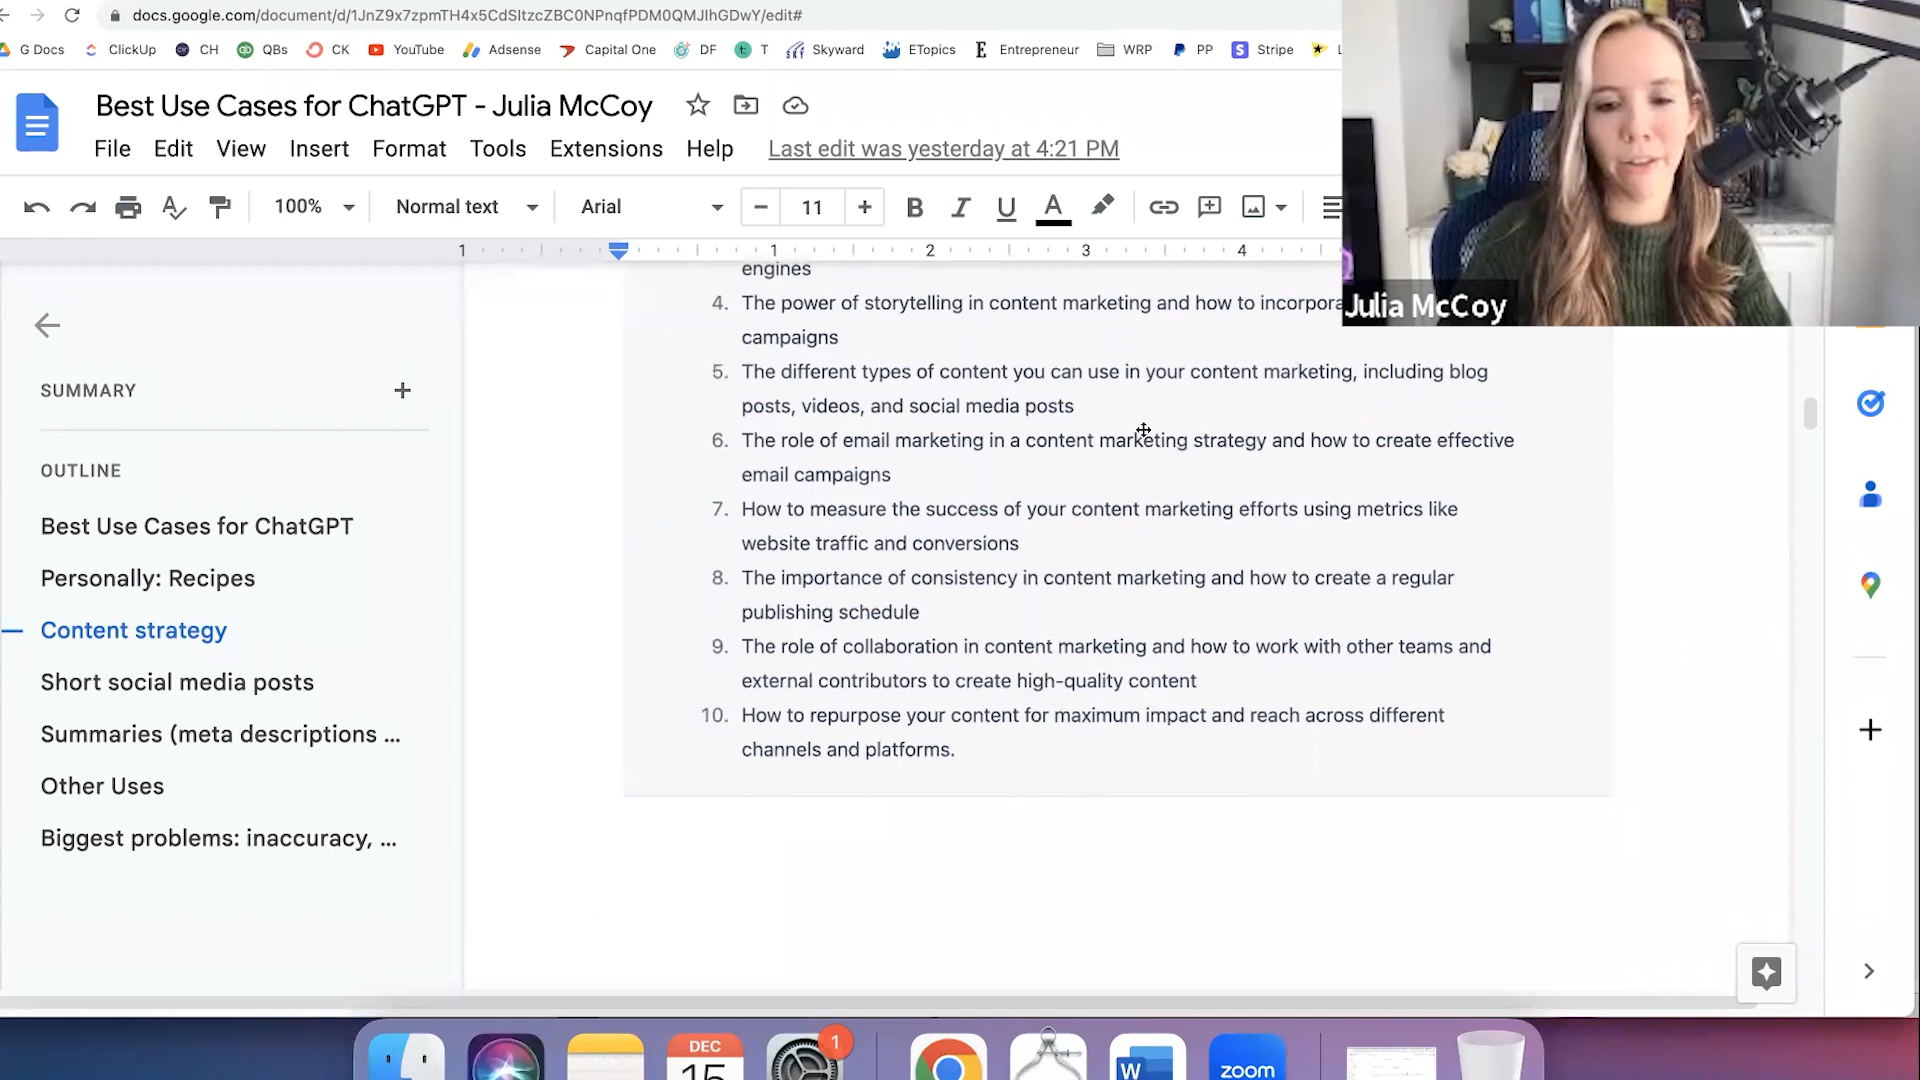 docs.google.com/document/d/1JnZ9x7zpmTH4x5CdSItzcZBC0NPnqfPDM0QMJIhGDwY/edit#
G Docs ClickUp CH QBs CK YouTube Adsense Capital One DF T Skyward ETopics Entrepreneur WRP PP Stripe
Best Use Cases for ChatGPT - Julia McCoy
File Edit View Insert Format Tools Extensions Help Last edit was yesterday at 4:21 PM
100% Normal text Arial 11 B I U A
1 1 2 3 4
engines
4. The power of storytelling in content marketing and how to
campaigns
5. The different types of content you can use in your content marketing, including blog
posts, videos, and social media posts
6. The role of email marketing in a content marketing strategy and how to create effective
email campaigns
7. How to measure the success of your content marketing efforts using metrics like
website traffic and conversions
8. The importance of consistency in content marketing and how to create a regular
publishing schedule
9. The role of collaboration in content marketing and how to work with other teams and
external contributors to create high-quality content
10. How to repurpose your content for maximum impact and reach across different
channels and platforms.
SUMMARY
OUTLINE
Best Use Cases for ChatGPT
Personally: Recipes
Content strategy
Short social media posts
Summaries (meta descriptions ...
Other Uses
Biggest problems: inaccuracy, ...
Julia McCoy
DEC
15
1
W
zoom